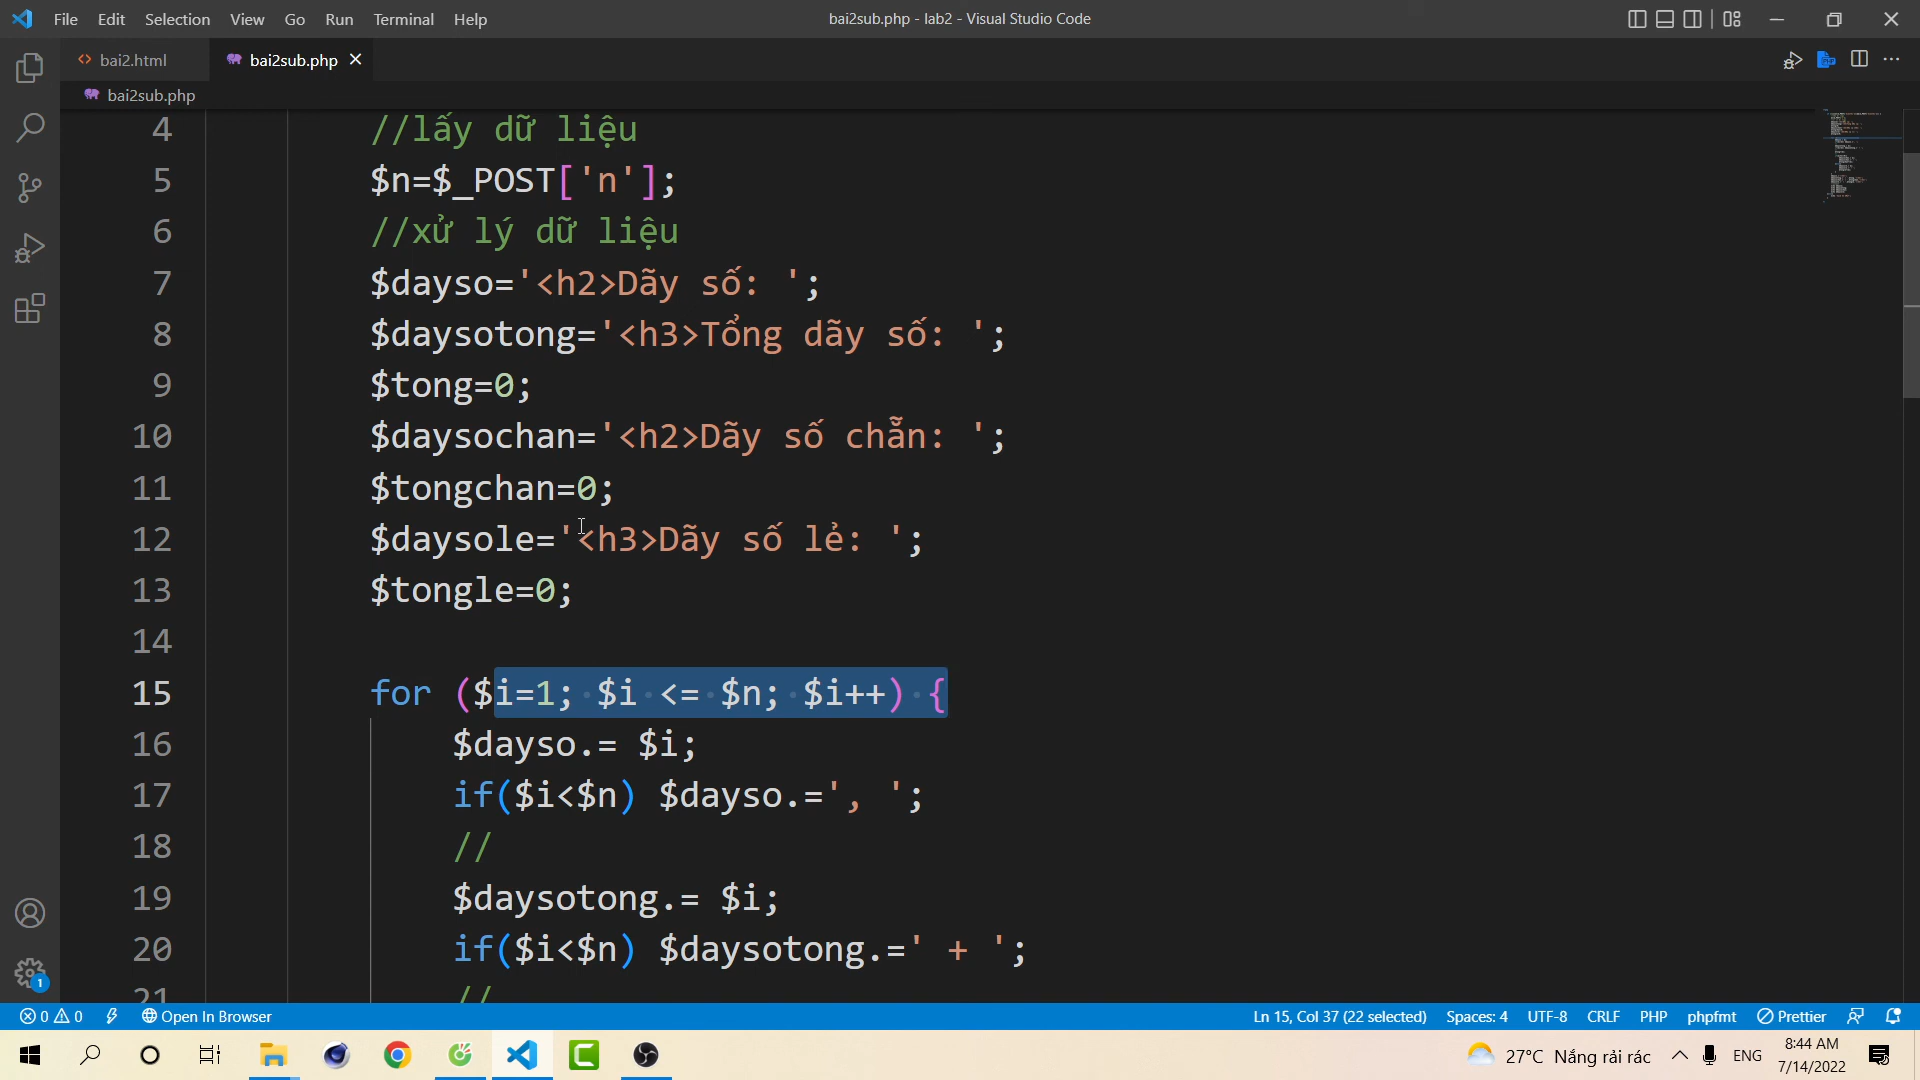 File Edit Selection View Go Run Terminal Help
bai2sub.php - lab2 - Visual Studio Code
bai2.html
bai2sub.php
bai2sub.php
4 //lấy dữ liệu
5 $n=$_POST['n'];
6 //xử lý dữ liệu
7 $dayso='<h2>Dãy số: ';
8 $daysotong='<h3>Tổng dãy số: ';
9 $tong=0;
10 $daysochan='<h2>Dãy số chẵn: ';
11 $tongchan=0;
12 $daysole='<h3>Dãy số lẻ: ';
13 $tongle=0;
14
15 for ($i=1; $i <= $n; $i++) {
16 $dayso.= $i;
17 if($i<$n) $dayso.=', ';
18 //
19 $daysotong.= $i;
20 if($i<$n) $daysotong.=' + ';
21 //
1
0 0 Open In Browser Ln 15, Col 37 (22 selected) Spaces: 4 UTF-8 CRLF PHP phpfmt Prettier
27°C Nắng rải rác ENG 8:44 AM
7/14/2022